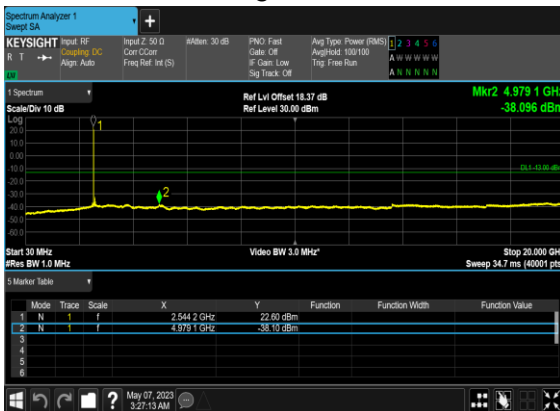 Spectrum Analyzer 1
Swept SA
KEYSIGHT Input: RF Input Z: 50 Ω #Atten: 30 dB PNO: Fast Avg Type: Power (RMS) 1 2 3 4 5 6
R T Coupling: DC Corr CCorr Gate: Off Avg|Hold: 100/100 A W W W W W
Align: Auto Freq Ref: Int (S) IF Gain: Low Trig: Free Run
LV Sig Track: Off A N N N N N
1 Spectrum Ref Lvl Offset 18.37 dB Mkr2 4.979 1 GHz
Scale/Div 10 dB Ref Level 30.00 dBm -38.096 dBm
Log 1
20.0
10.0
0.00
-10.0 DL1 -13.00 dBm
-20.0
-30.0 2
-40.0
-50.0
-60.0
Start 30 MHz Video BW 3.0 MHz* Stop 20.000 GH
#Res BW 1.0 MHz Sweep 34.7 ms (40001 pts
5 Marker Table
Mode Trace Scale X Y Function Function Width Function Value
1 N 1 f 2.544 2 GHz 22.60 dBm
2 N 1 f 4.979 1 GHz -38.10 dBm
3
4
5
6
? May 07, 2023
3:27:13 AM